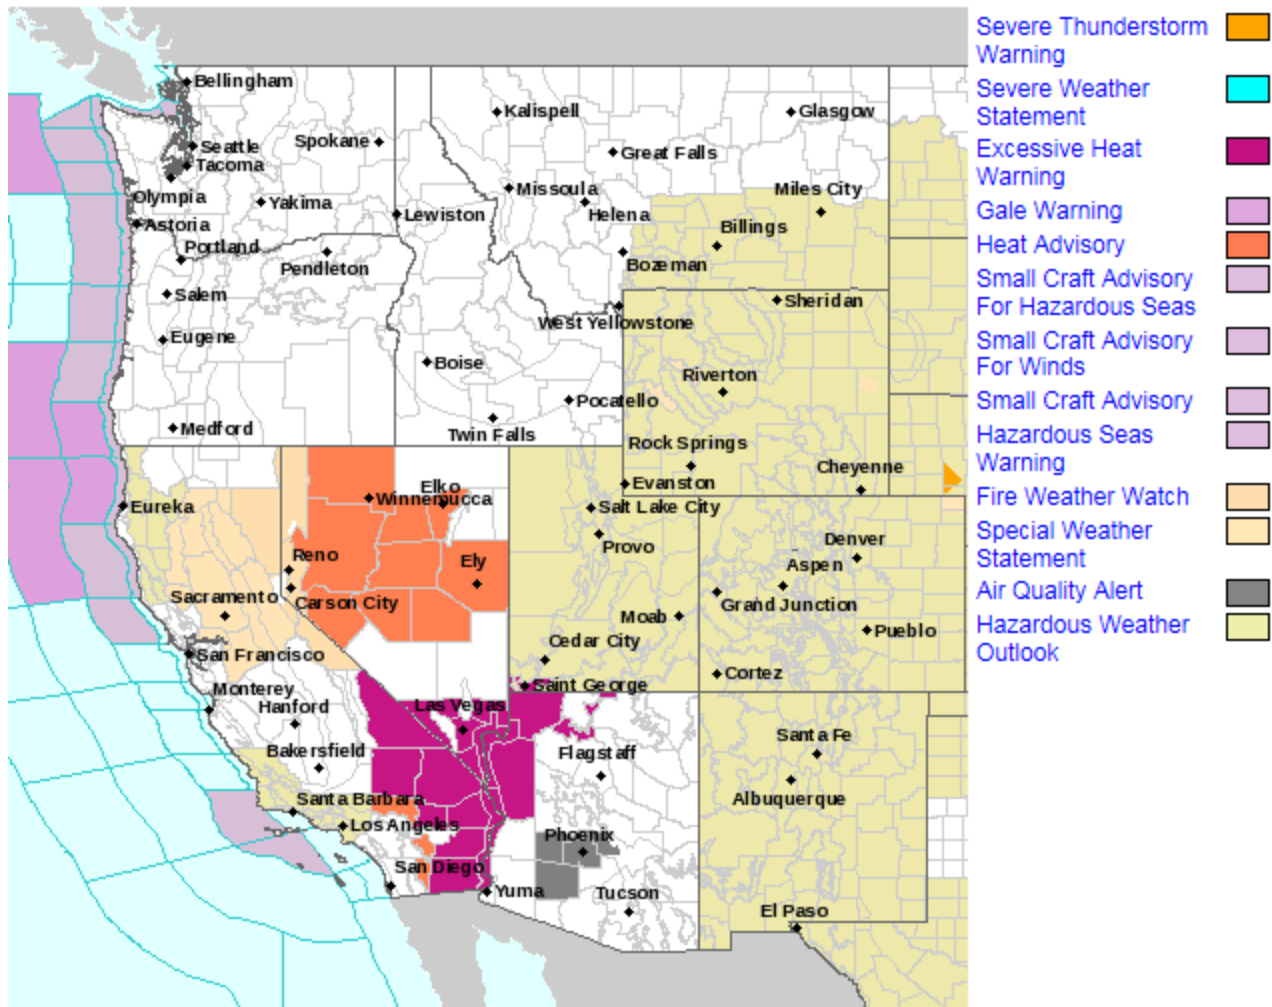 Bellingham
Kalispell
Glasgow
Spokane
Seattle
Great Falls
Tacoma
Missoula
Miles City
Olympia
Yakima
Helena
Lewiston
Astoria
Billings
Portland
Pendleton
Bozeman
Salem
Sheridan
West Yellowstone
Eugene
Boise
Riverton
Pocatello
Medford
Twin Falls
Rock Springs
Cheyenne
Elko
Evanston
Winnemucca
Eureka
Salt Lake City
Denver
Provo
Reno
Ely
Aspen
Sacramento
Carson City
Grand Junction
Moab
Pueblo
Cedar City
San Francisco
Cortez
Saint George
Monterey
Hanford
Las Vegas
Santa Fe
Bakersfield
Flagstaff
Santa Barbara
Albuquerque
Los Angeles
Phoenix
San Diego
Yuma
Tucson
El Paso
Severe Thunderstorm
Warning
Severe Weather
Statement
Excessive Heat
Warning
Gale Warning
Heat Advisory
Small Craft Advisory
For Hazardous Seas
Small Craft Advisory
For Winds
Small Craft Advisory
Hazardous Seas
Warning
Fire Weather Watch
Special Weather
Statement
Air Quality Alert
Hazardous Weather
Outlook